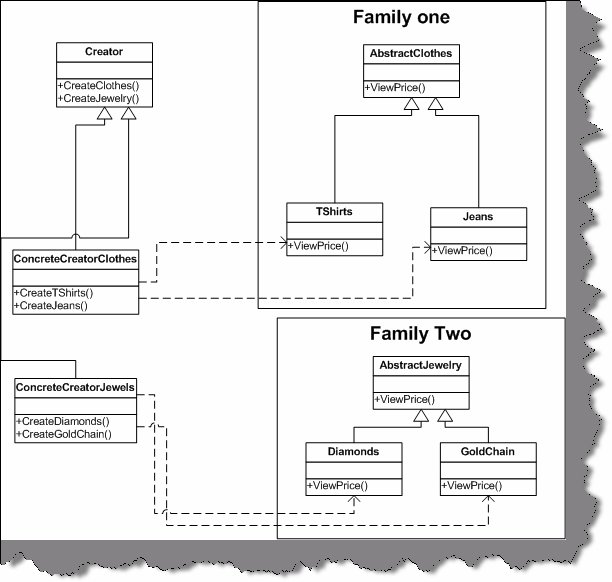 Family one
Creator
+CreateClothes()
+CreateJewelry()
AbstractClothes
+ViewPrice()
TShirts
+ViewPrice()
Jeans
+ViewPrice()
ConcreteCreatorClothes
+CreateTShirts()
+CreateJeans()
Family Two
AbstractJewelry
+ViewPrice()
ConcreteCreatorJewels
+CreateDiamonds()
+CreateGoldChain()
Diamonds
+ViewPrice()
GoldChain
+ViewPrice()